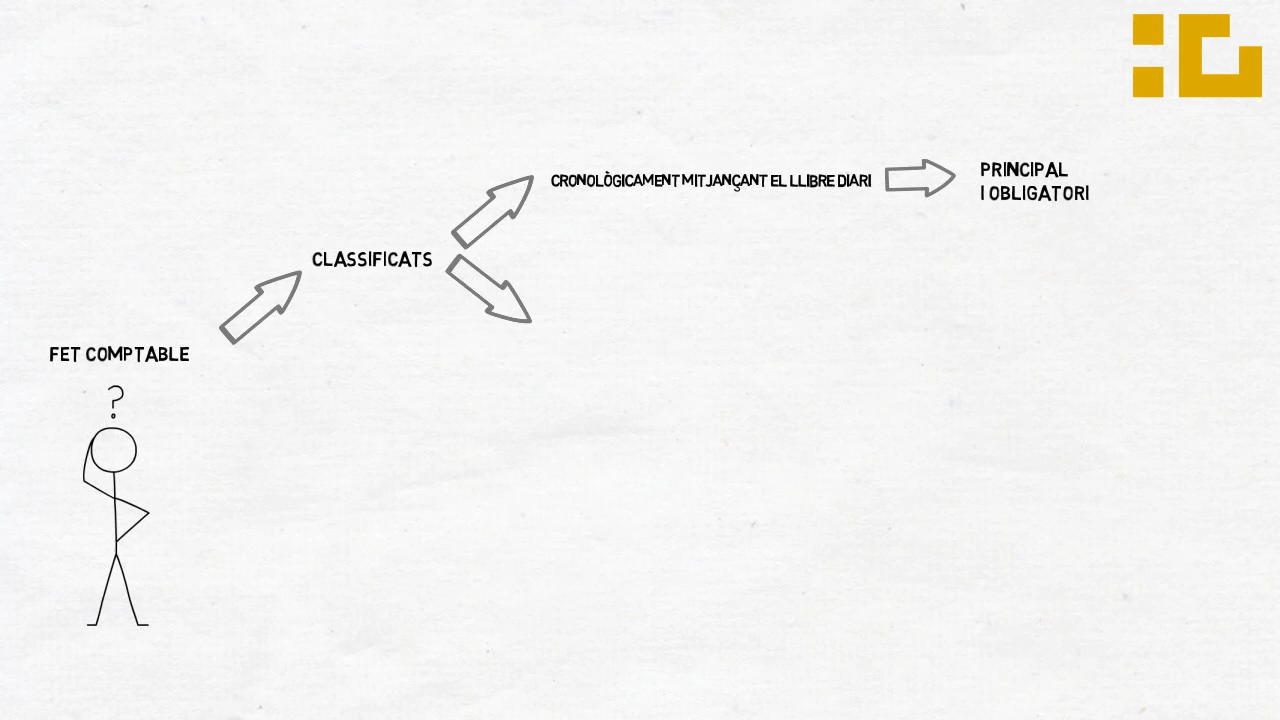 CRONOLÒGICAMENT MITJANÇANT EL LLIBRE DIARI
PRINCIPAL
I OBLIGATORI
CLASSIFICATS
FET COMPTABLE
?